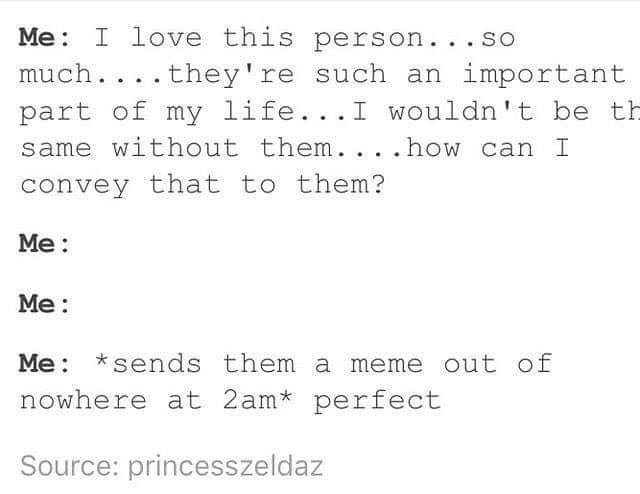 Me: I love this person...so
much....they're such an important
part of my life...I wouldn't be th
same without them....how can I
convey that to them?
Me:
Me:
Me: *sends them a meme out of
nowhere at 2am* perfect
Source: princesszeldaz